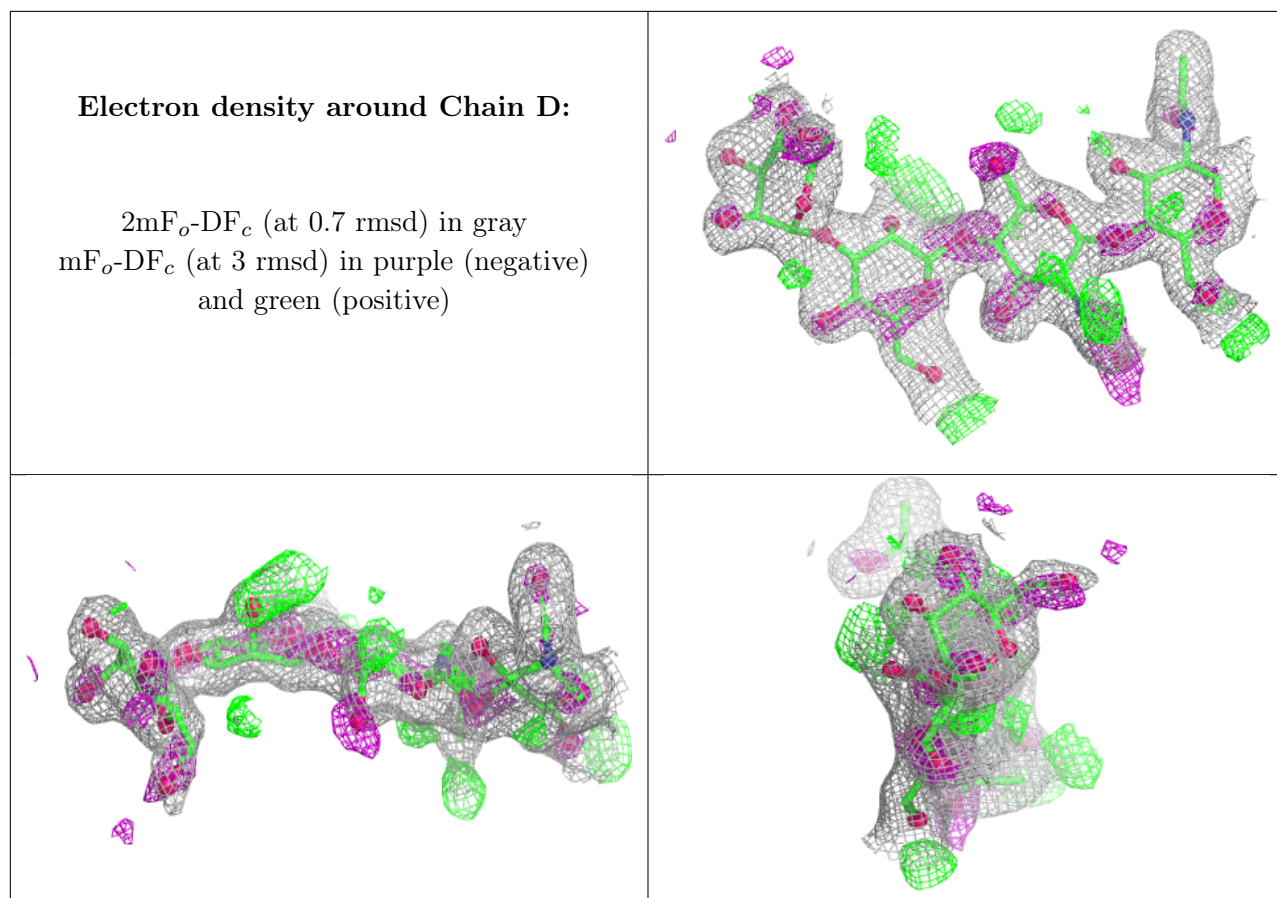 Electron density around Chain D:
2mFₒ-DF𝒸 (at 0.7 rmsd) in gray
mFₒ-DF𝒸 (at 3 rmsd) in purple (negative)
and green (positive)